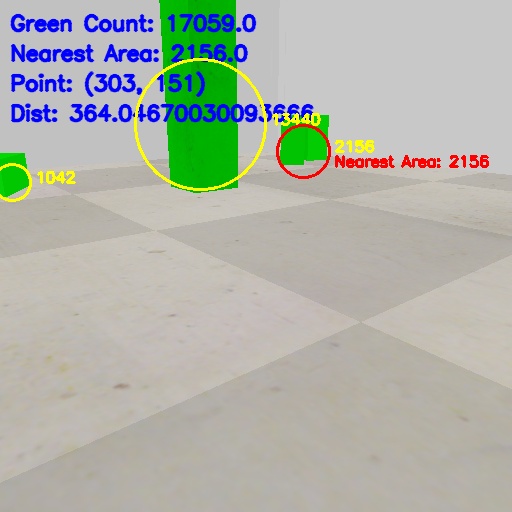 Green Count: 17059.0
Nearest Area: 2156.0
Point: (303, 151)
Dist: 364.04670030093666
13440
2156
Nearest Area: 2156
1042